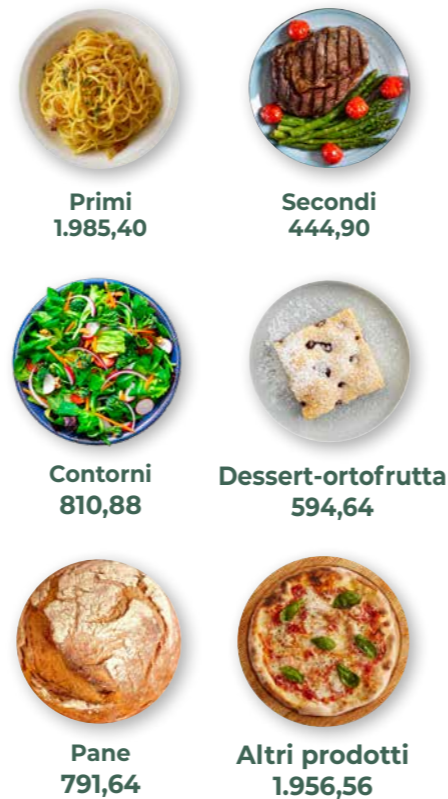 Primi
1.985,40
Secondi
444,90
Contorni
810,88
Dessert-ortofrutta
594,64
Pane
791,64
Altri prodotti
1.956,56